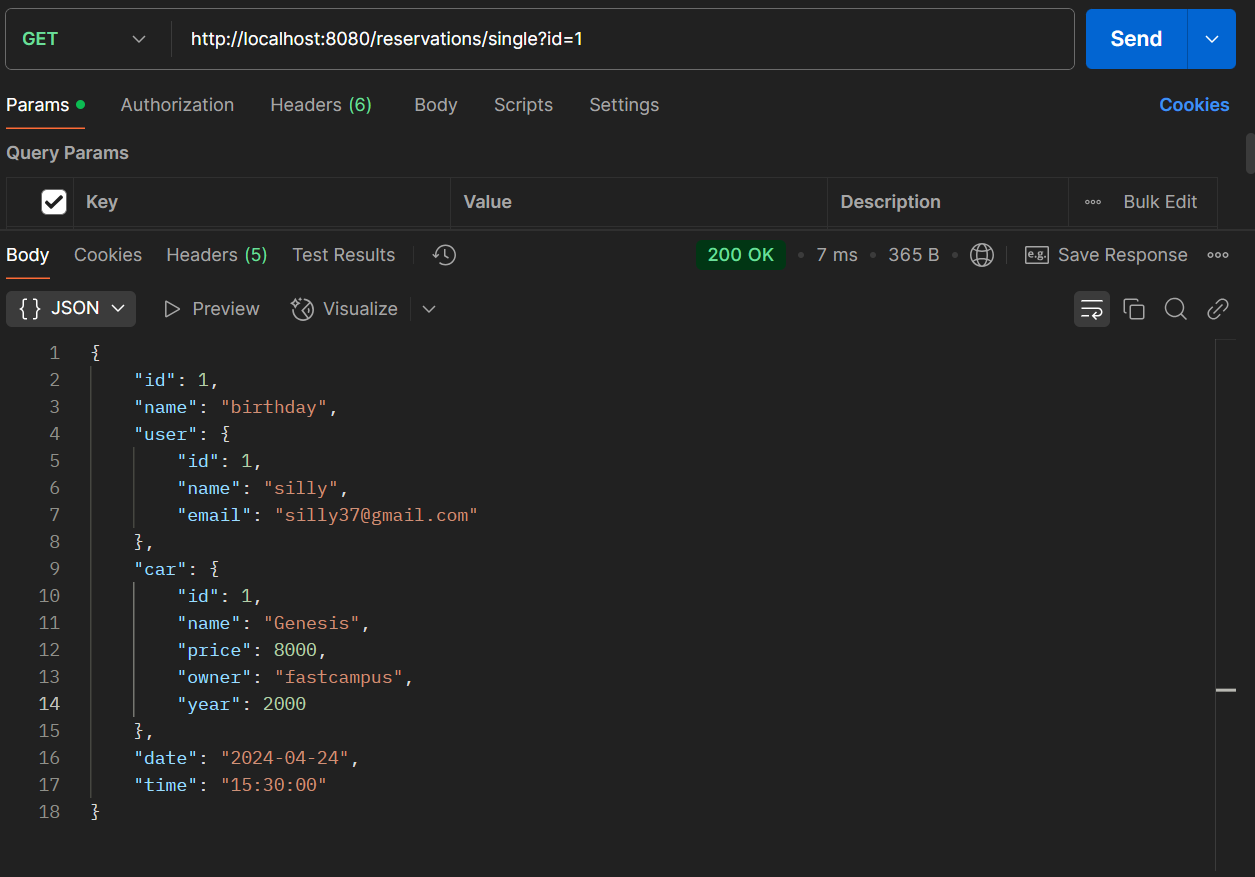 GET http://localhost:8080/reservations/single?id=1 Send
Params Authorization Headers (6) Body Scripts Settings Cookies
Query Params
Key Value Description Bulk Edit
Body Cookies Headers (5) Test Results 200 OK • 7 ms • 365 B • e.g. Save Response
{} JSON Preview Visualize
1 {
2 "id": 1,
3 "name": "birthday",
4 "user": {
5 "id": 1,
6 "name": "silly",
7 "email": "silly37@gmail.com"
8 },
9 "car": {
10 "id": 1,
11 "name": "Genesis",
12 "price": 8000,
13 "owner": "fastcampus",
14 "year": 2000
15 },
16 "date": "2024-04-24",
17 "time": "15:30:00"
18 }